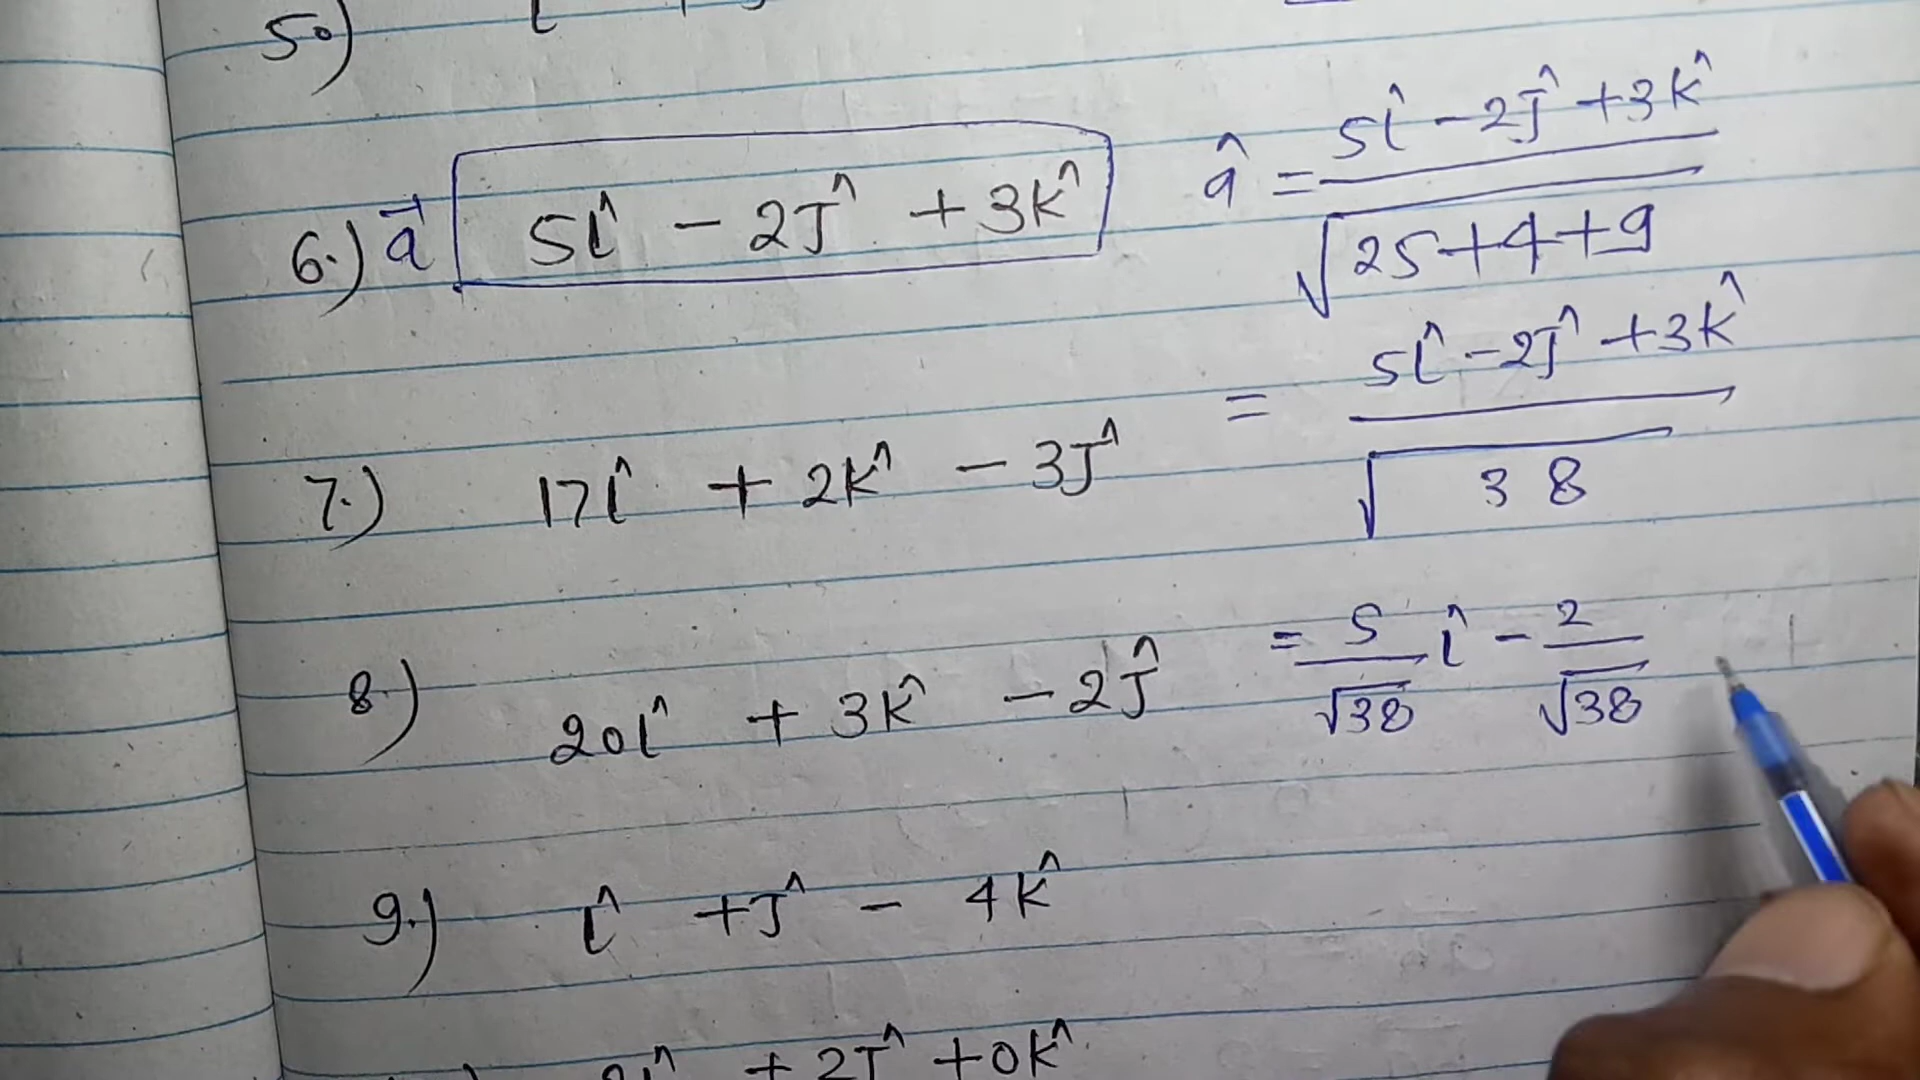 5.)
6.) a⃗ 5î - 2ĵ + 3k̂
â = 5î - 2ĵ + 3k̂ / √25+4+9
= 5î - 2ĵ + 3k̂ / √38
7.) 17î + 2k̂ - 3ĵ
8.) 20î + 3k̂ - 2ĵ
= 5/√38 î - 2/√38
9.) î + ĵ - 4k̂
+ 2ĵ + 0k̂